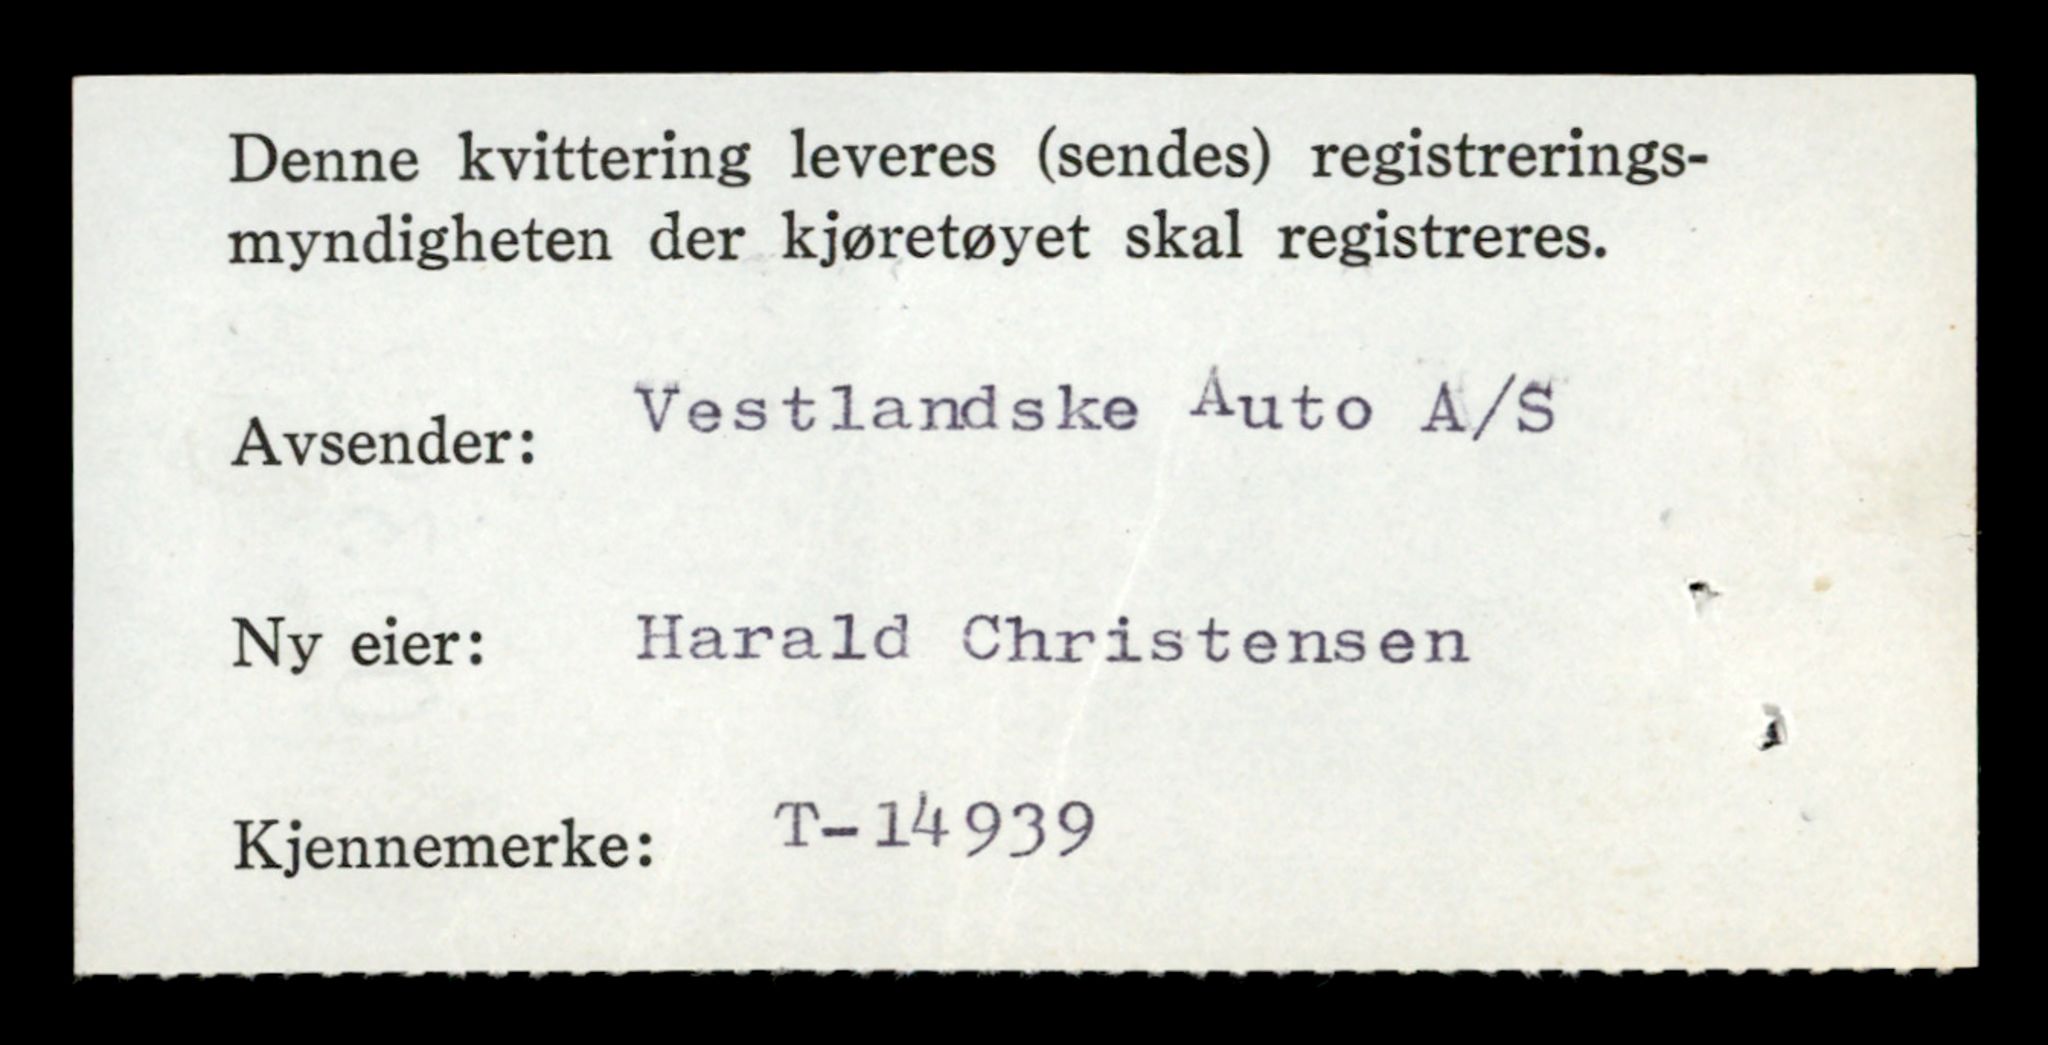 Denne kvittering leveres (sendes) registrerings-
myndigheten der kjøretøyet skal registreres.
Avsender: Vestlandske Auto A/S
Ny eier: Harald Christensen
Kjennemerke: T-14939